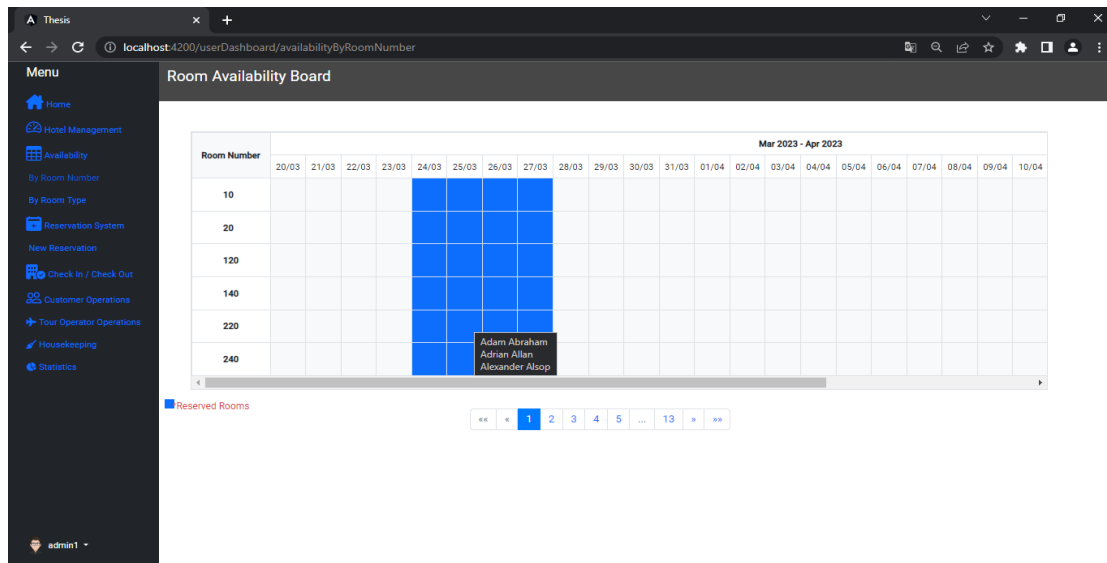 Thesis
localhost:4200/userDashboard/availabilityByRoomNumber
Menu
Home
Hotel Management
Availability
By Room Number
By Room Type
Reservation System
New Reservation
Check In / Check Out
Customer Operations
Tour Operator Operations
Housekeeping
Statistics
admin1
Room Availability Board
Room Number
Mar 2023 - Apr 2023
20/03 21/03 22/03 23/03 24/03 25/03 26/03 27/03 28/03 29/03 30/03 31/03 01/04 02/04 03/04 04/04 05/04 06/04 07/04 08/04 09/04 10/04
10
20
120
140
220
240
Adam Abraham
Adrian Allan
Alexander Alsop
*Reserved Rooms
«« « 1 2 3 4 5 ... 13 » »»